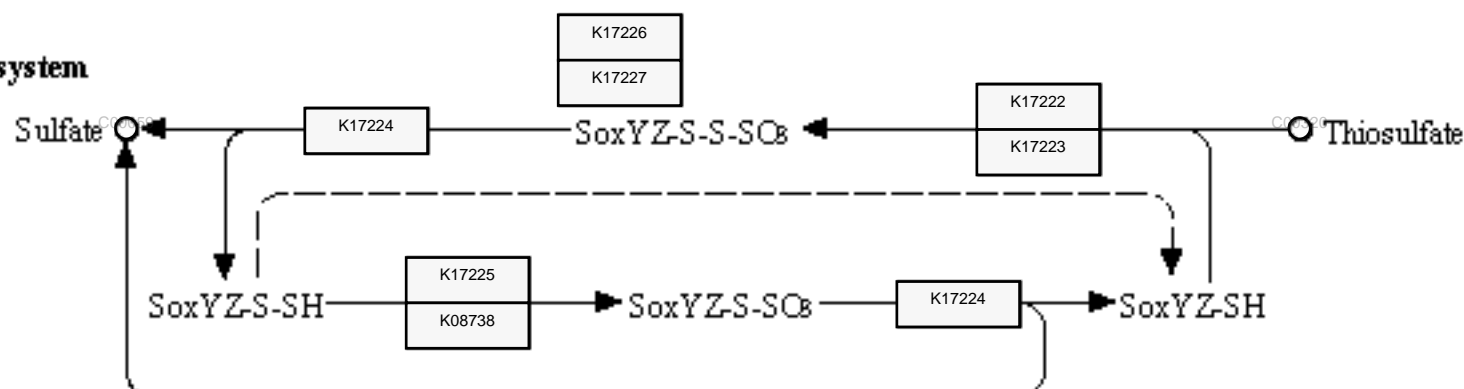 K17226
system
K17227
K17222
Sulfate
K17224
SoxYZ-S-S-SO3
Thiosulfate
K17223
K17225
SoxYZ-S-SH
SoxYZ-S-SO3
K17224
SoxYZ-SH
K08738